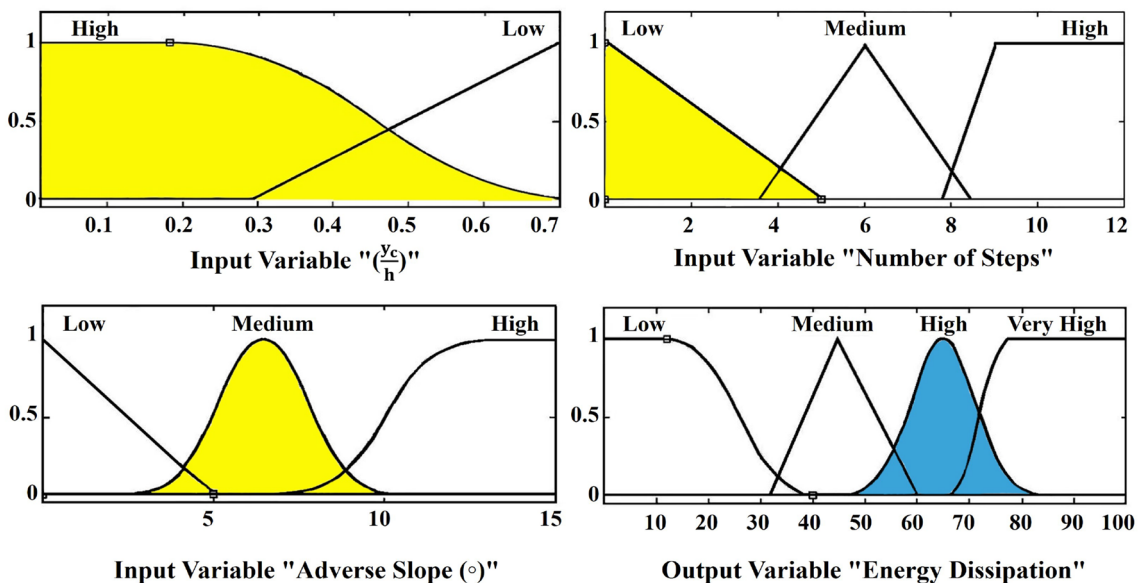 High Low
1
0.5
0
0.1 0.2 0.3 0.4 0.5 0.6 0.7
Input Variable "(y_c/h)"
Low Medium High
1
0.5
0
2 4 6 8 10 12
Input Variable "Number of Steps"
Low Medium High
1
0.5
0
5 10 15
Input Variable "Adverse Slope (◦)"
Low Medium High Very High
1
0.5
0
10 20 30 40 50 60 70 80 90 100
Output Variable "Energy Dissipation"